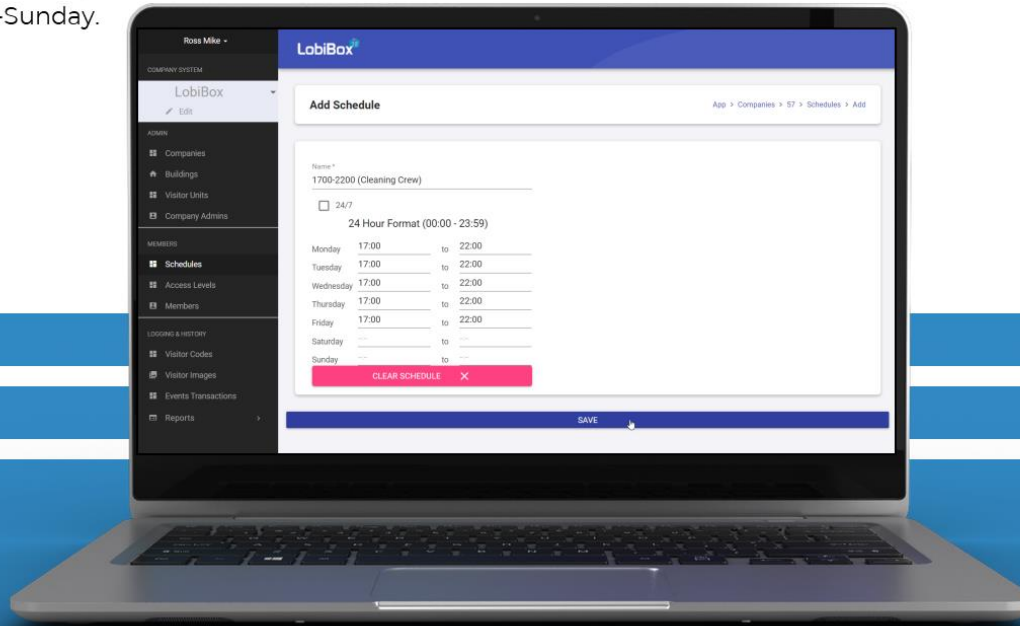 -Sunday.
Ross Mike
LobiBox
COMPANY SYSTEM
LobiBox
Edit
Add Schedule
App > Companies > 57 > Schedules > Add
ADMIN
Companies
Buildings
Visitor Units
Company Admins
MEMBERS
Schedules
Access Levels
Members
LOGGING & HISTORY
Visitor Codes
Visitor Images
Events Transactions
Reports >
Name *
1700-2200 (Cleaning Crew)
24/7
24 Hour Format (00:00 - 23:59)
Monday 17:00 to 22:00
Tuesday 17:00 to 22:00
Wednesday 17:00 to 22:00
Thursday 17:00 to 22:00
Friday 17:00 to 22:00
Saturday --:-- to --:--
Sunday --:-- to --:--
CLEAR SCHEDULE X
SAVE